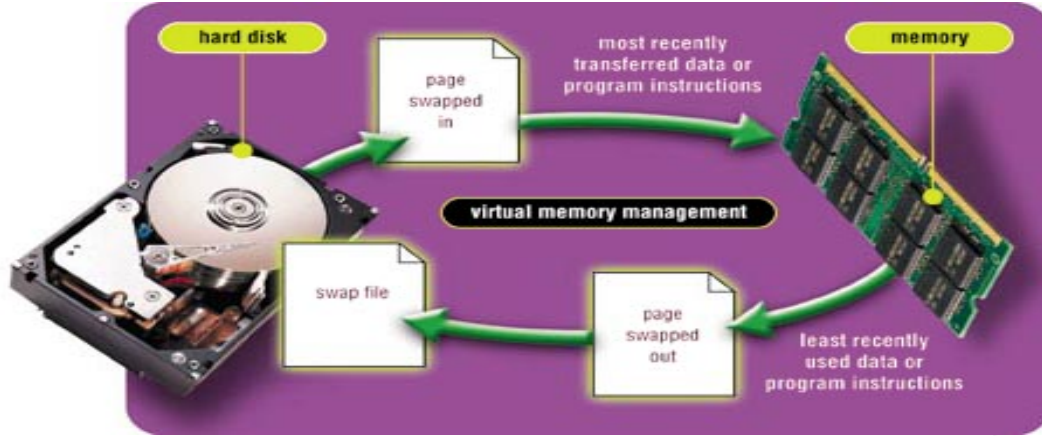 hard disk
page
swapped
in
most recently
transferred data or
program instructions
memory
virtual memory management
swap file
page
swapped
out
least recently
used data or
program instructions